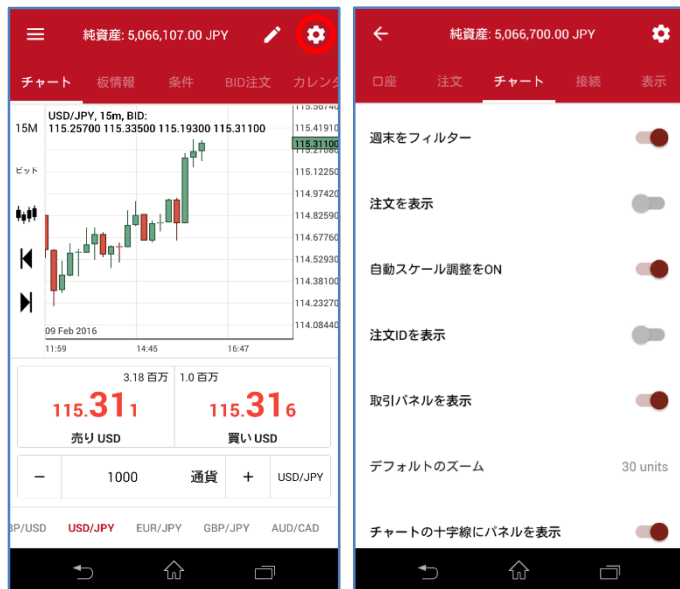 純資産: 5,066,107.00 JPY
チャート 板情報 条件 BID注文 カレンダ
USD/JPY, 15m, BID:
115.25700 115.33500 115.19300 115.31100
15M
ビッド
115.56740
115.41910
115.31100
115.27080
115.12250
114.97420
114.82590
114.67760
114.52930
114.38100
114.23270
114.08440
09 Feb 2016
11:59 14:45 16:47
3.18 百万 1.0 百万
115.311 115.316
売り USD 買い USD
− 1000 通貨 + USD/JPY
BP/USD USD/JPY EUR/JPY GBP/JPY AUD/CAD
純資産: 5,066,700.00 JPY
口座 注文 チャート 接続 表示
週末をフィルター
注文を表示
自動スケール調整をON
注文IDを表示
取引パネルを表示
デフォルトのズーム 30 units
チャートの十字線にパネルを表示